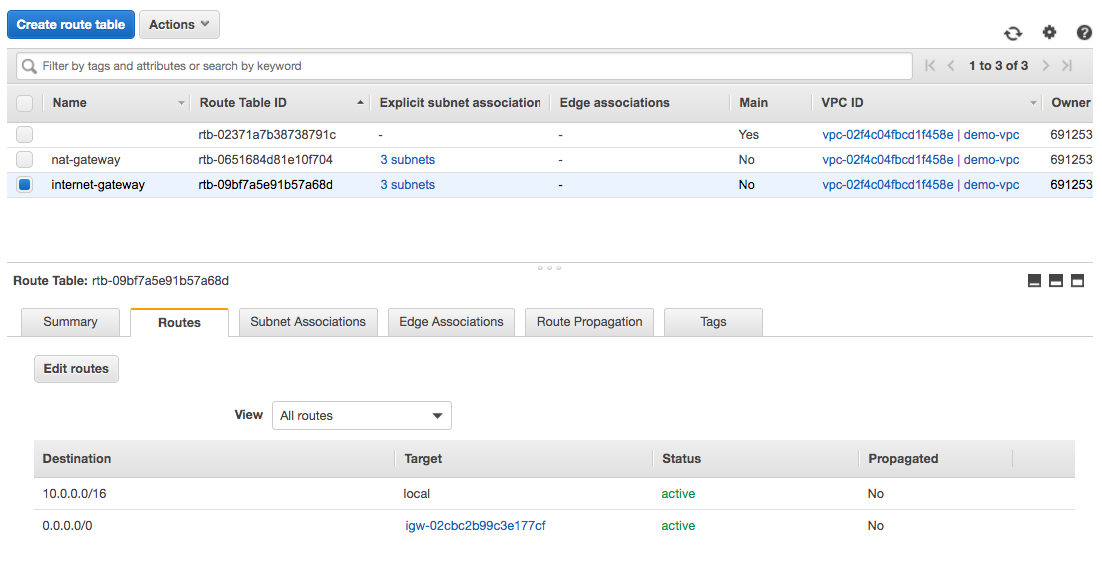 Create route table Actions
Filter by tags and attributes or search by keyword 1 to 3 of 3
Name Route Table ID Explicit subnet association Edge associations Main VPC ID Owner
rtb-02371a7b38738791c - - Yes vpc-02f4c04fbcd1f458e | demo-vpc 691253
nat-gateway rtb-0651684d81e10f704 3 subnets - No vpc-02f4c04fbcd1f458e | demo-vpc 691253
internet-gateway rtb-09bf7a5e91b57a68d 3 subnets - No vpc-02f4c04fbcd1f458e | demo-vpc 691253
Route Table: rtb-09bf7a5e91b57a68d
Summary Routes Subnet Associations Edge Associations Route Propagation Tags
Edit routes
View All routes
Destination Target Status Propagated
10.0.0.0/16 local active No
0.0.0.0/0 igw-02cbc2b99c3e177cf active No